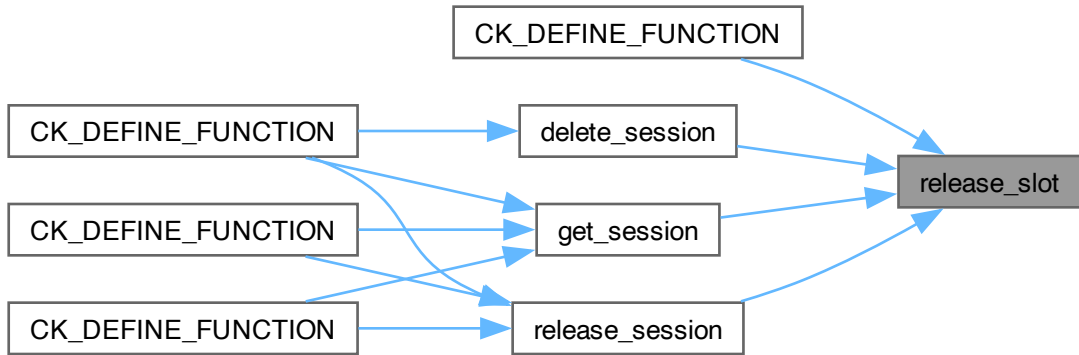 CK_DEFINE_FUNCTION
CK_DEFINE_FUNCTION
delete_session
release_slot
CK_DEFINE_FUNCTION
get_session
CK_DEFINE_FUNCTION
release_session